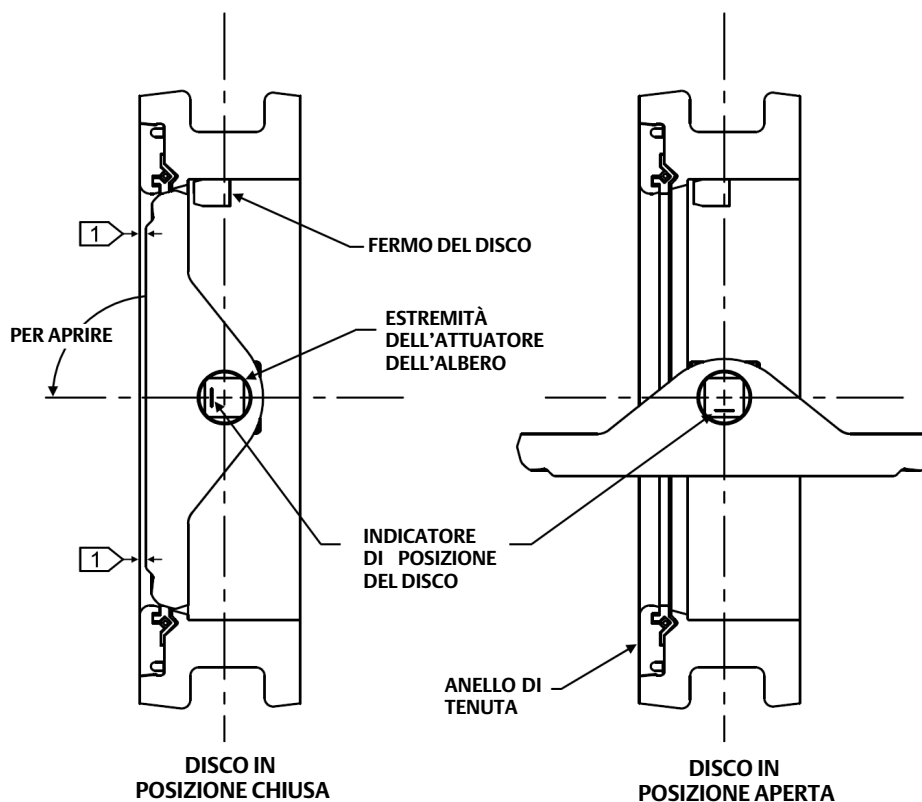 1
FERMO DEL DISCO
PER APRIRE
ESTREMITÀ
DELL'ATTUATORE
DELL'ALBERO
1
INDICATORE
DI POSIZIONE
DEL DISCO
ANELLO DI
TENUTA
DISCO IN
POSIZIONE CHIUSA
DISCO IN
POSIZIONE APERTA